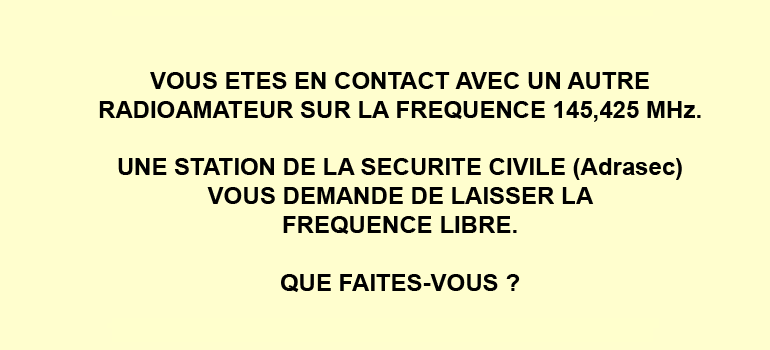 VOUS ETES EN CONTACT AVEC UN AUTRE
RADIOAMATEUR SUR LA FREQUENCE 145,425 MHz.
UNE STATION DE LA SECURITE CIVILE (Adrasec)
VOUS DEMANDE DE LAISSER LA
FREQUENCE LIBRE.
QUE FAITES-VOUS ?